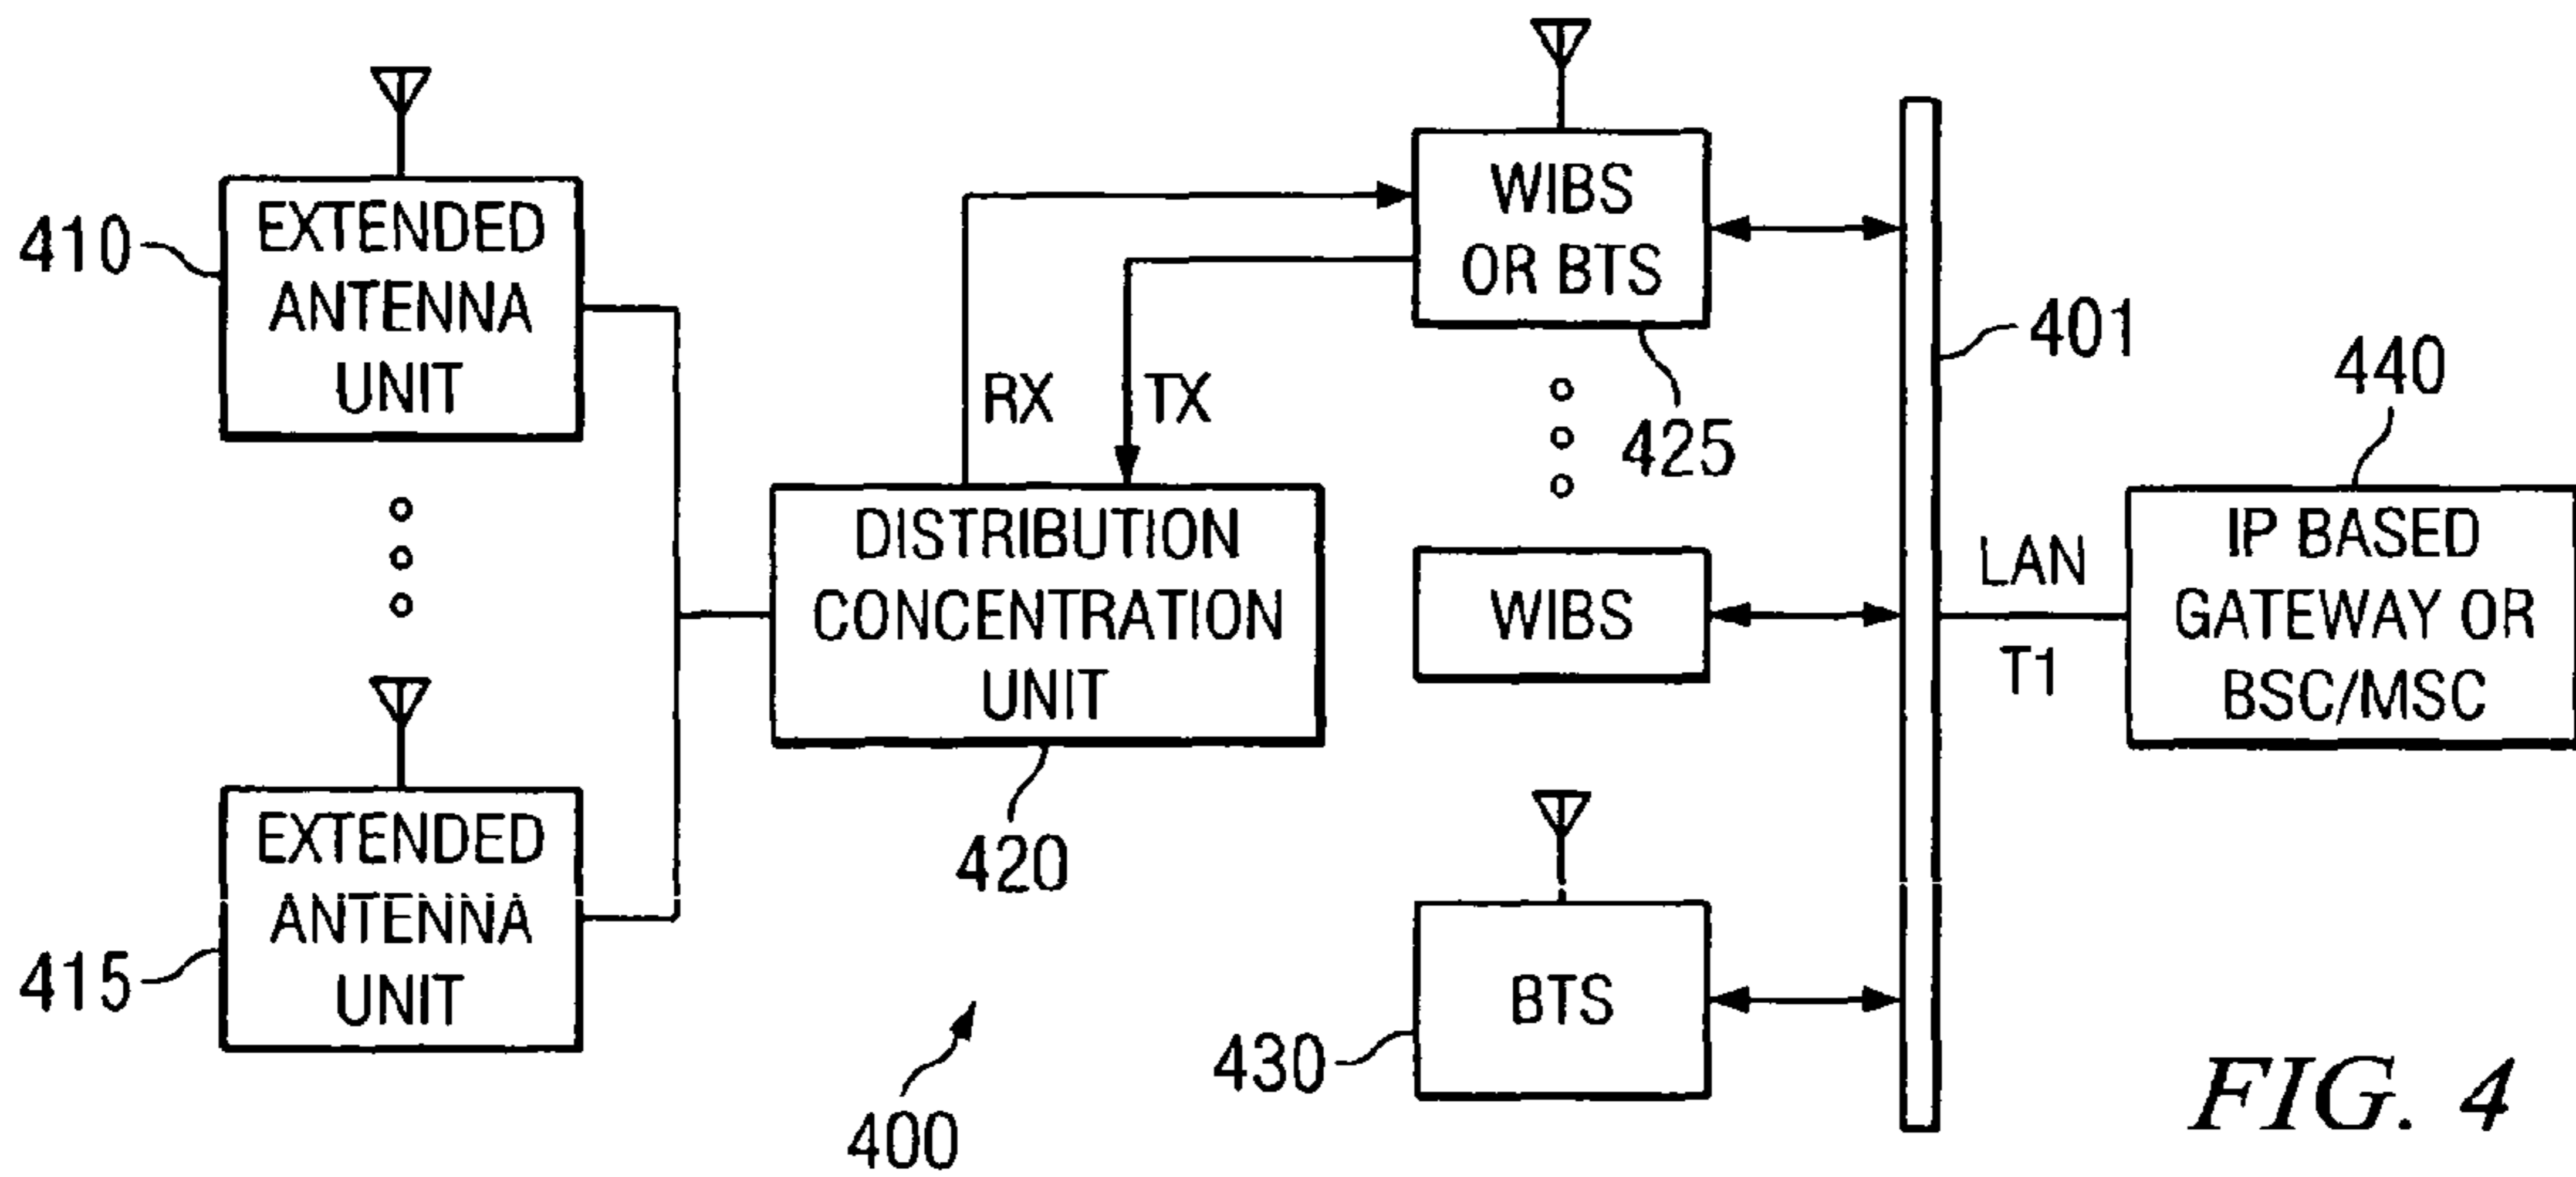 410
EXTENDED
ANTENNA
UNIT
415
EXTENDED
ANTENNA
UNIT
RX
TX
DISTRIBUTION
CONCENTRATION
UNIT
420
400
WIBS
OR BTS
425
WIBS
BTS
430
401
LAN
T1
440
IP BASED
GATEWAY OR
BSC/MSC
FIG. 4